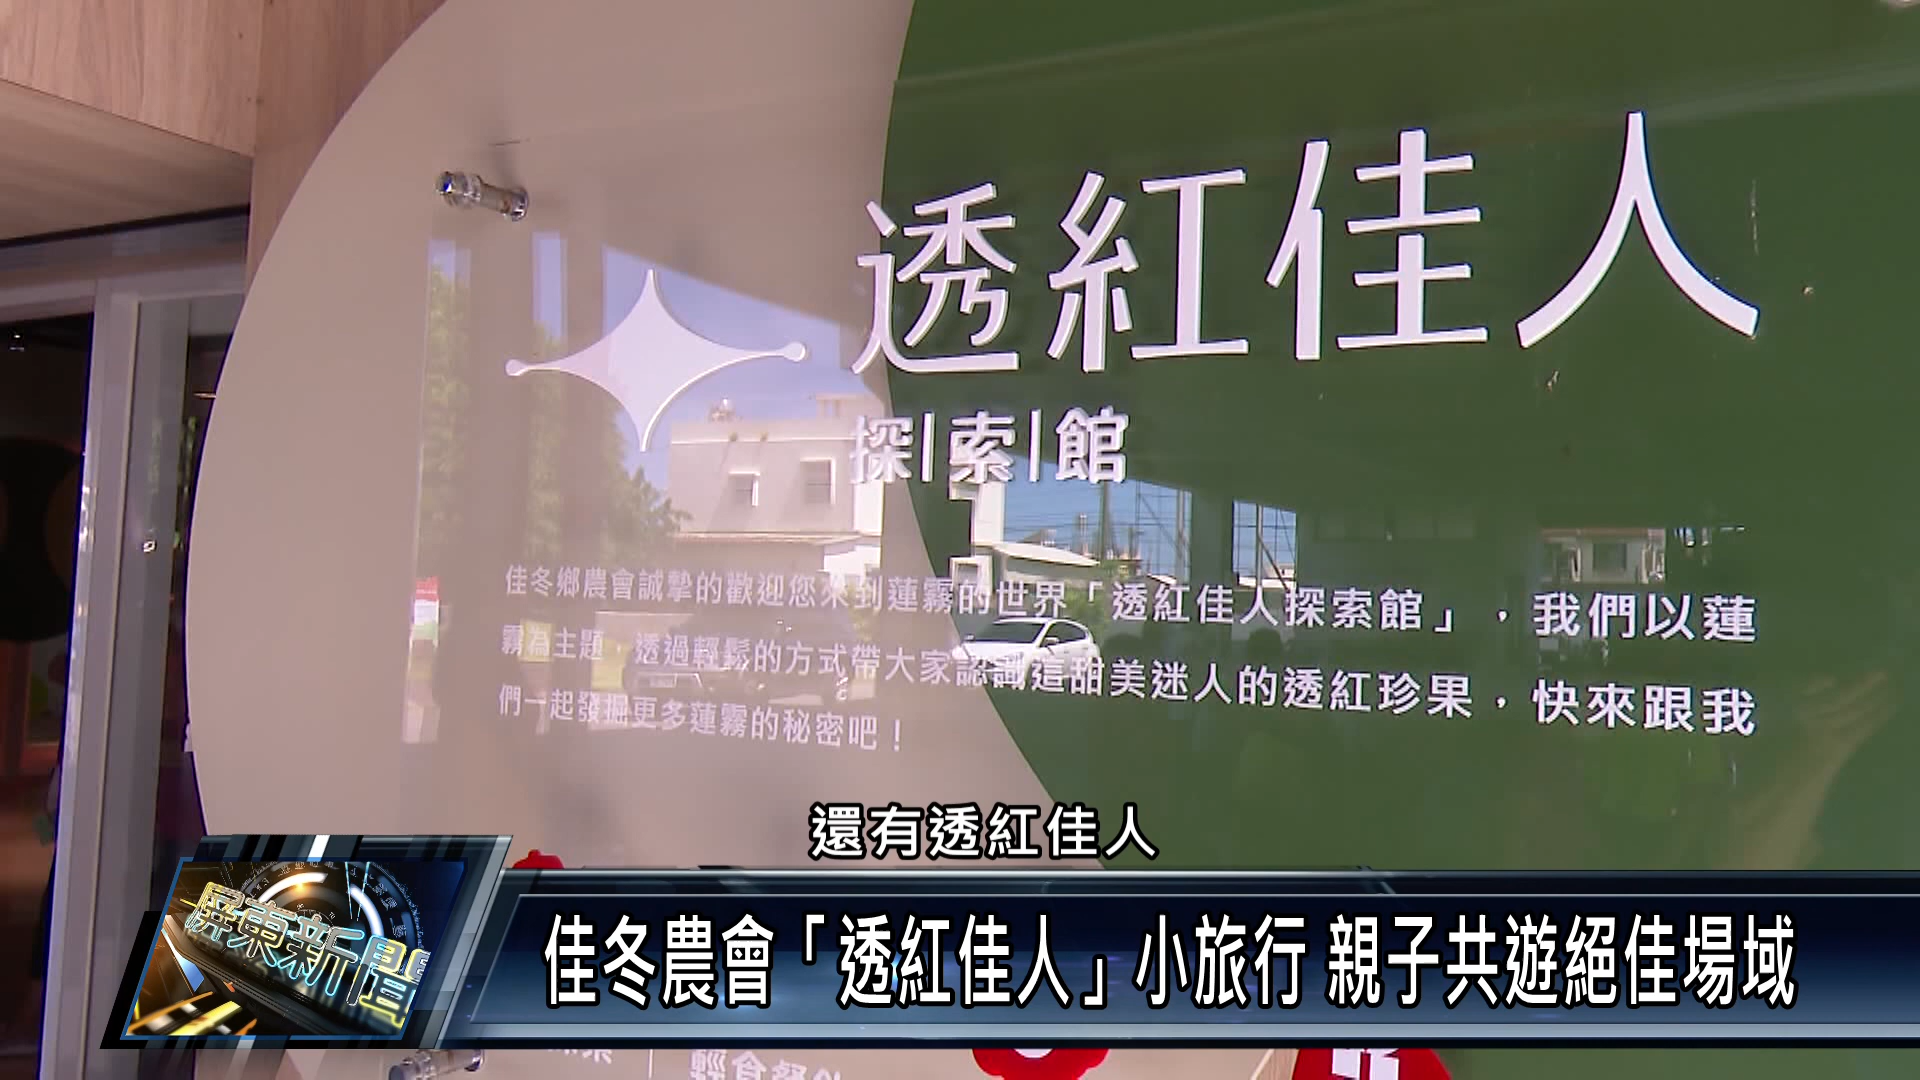 透紅佳人
探|索|館
佳冬鄉農會誠摯的歡迎您來到蓮霧的世界「透紅佳人探索館」，我們以蓮
霧為主題，透過輕鬆的方式帶大家認識這甜美迷人的透紅珍果，快來跟我
們一起發掘更多蓮霧的秘密吧！
還有透紅佳人
屏東新聞
佳冬農會「透紅佳人」小旅行 親子共遊絕佳場域